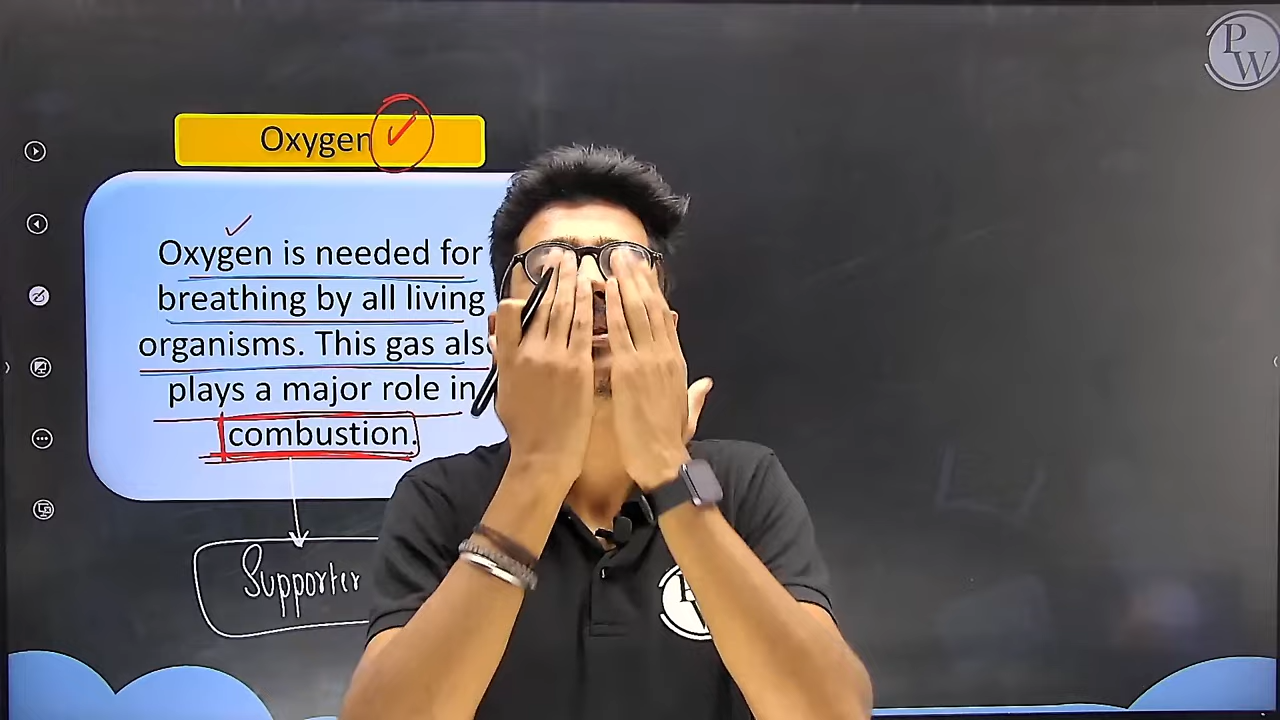 P
W
Oxygen
Oxygen is needed for
breathing by all living
organisms. This gas als
plays a major role in
combustion.
Supporter